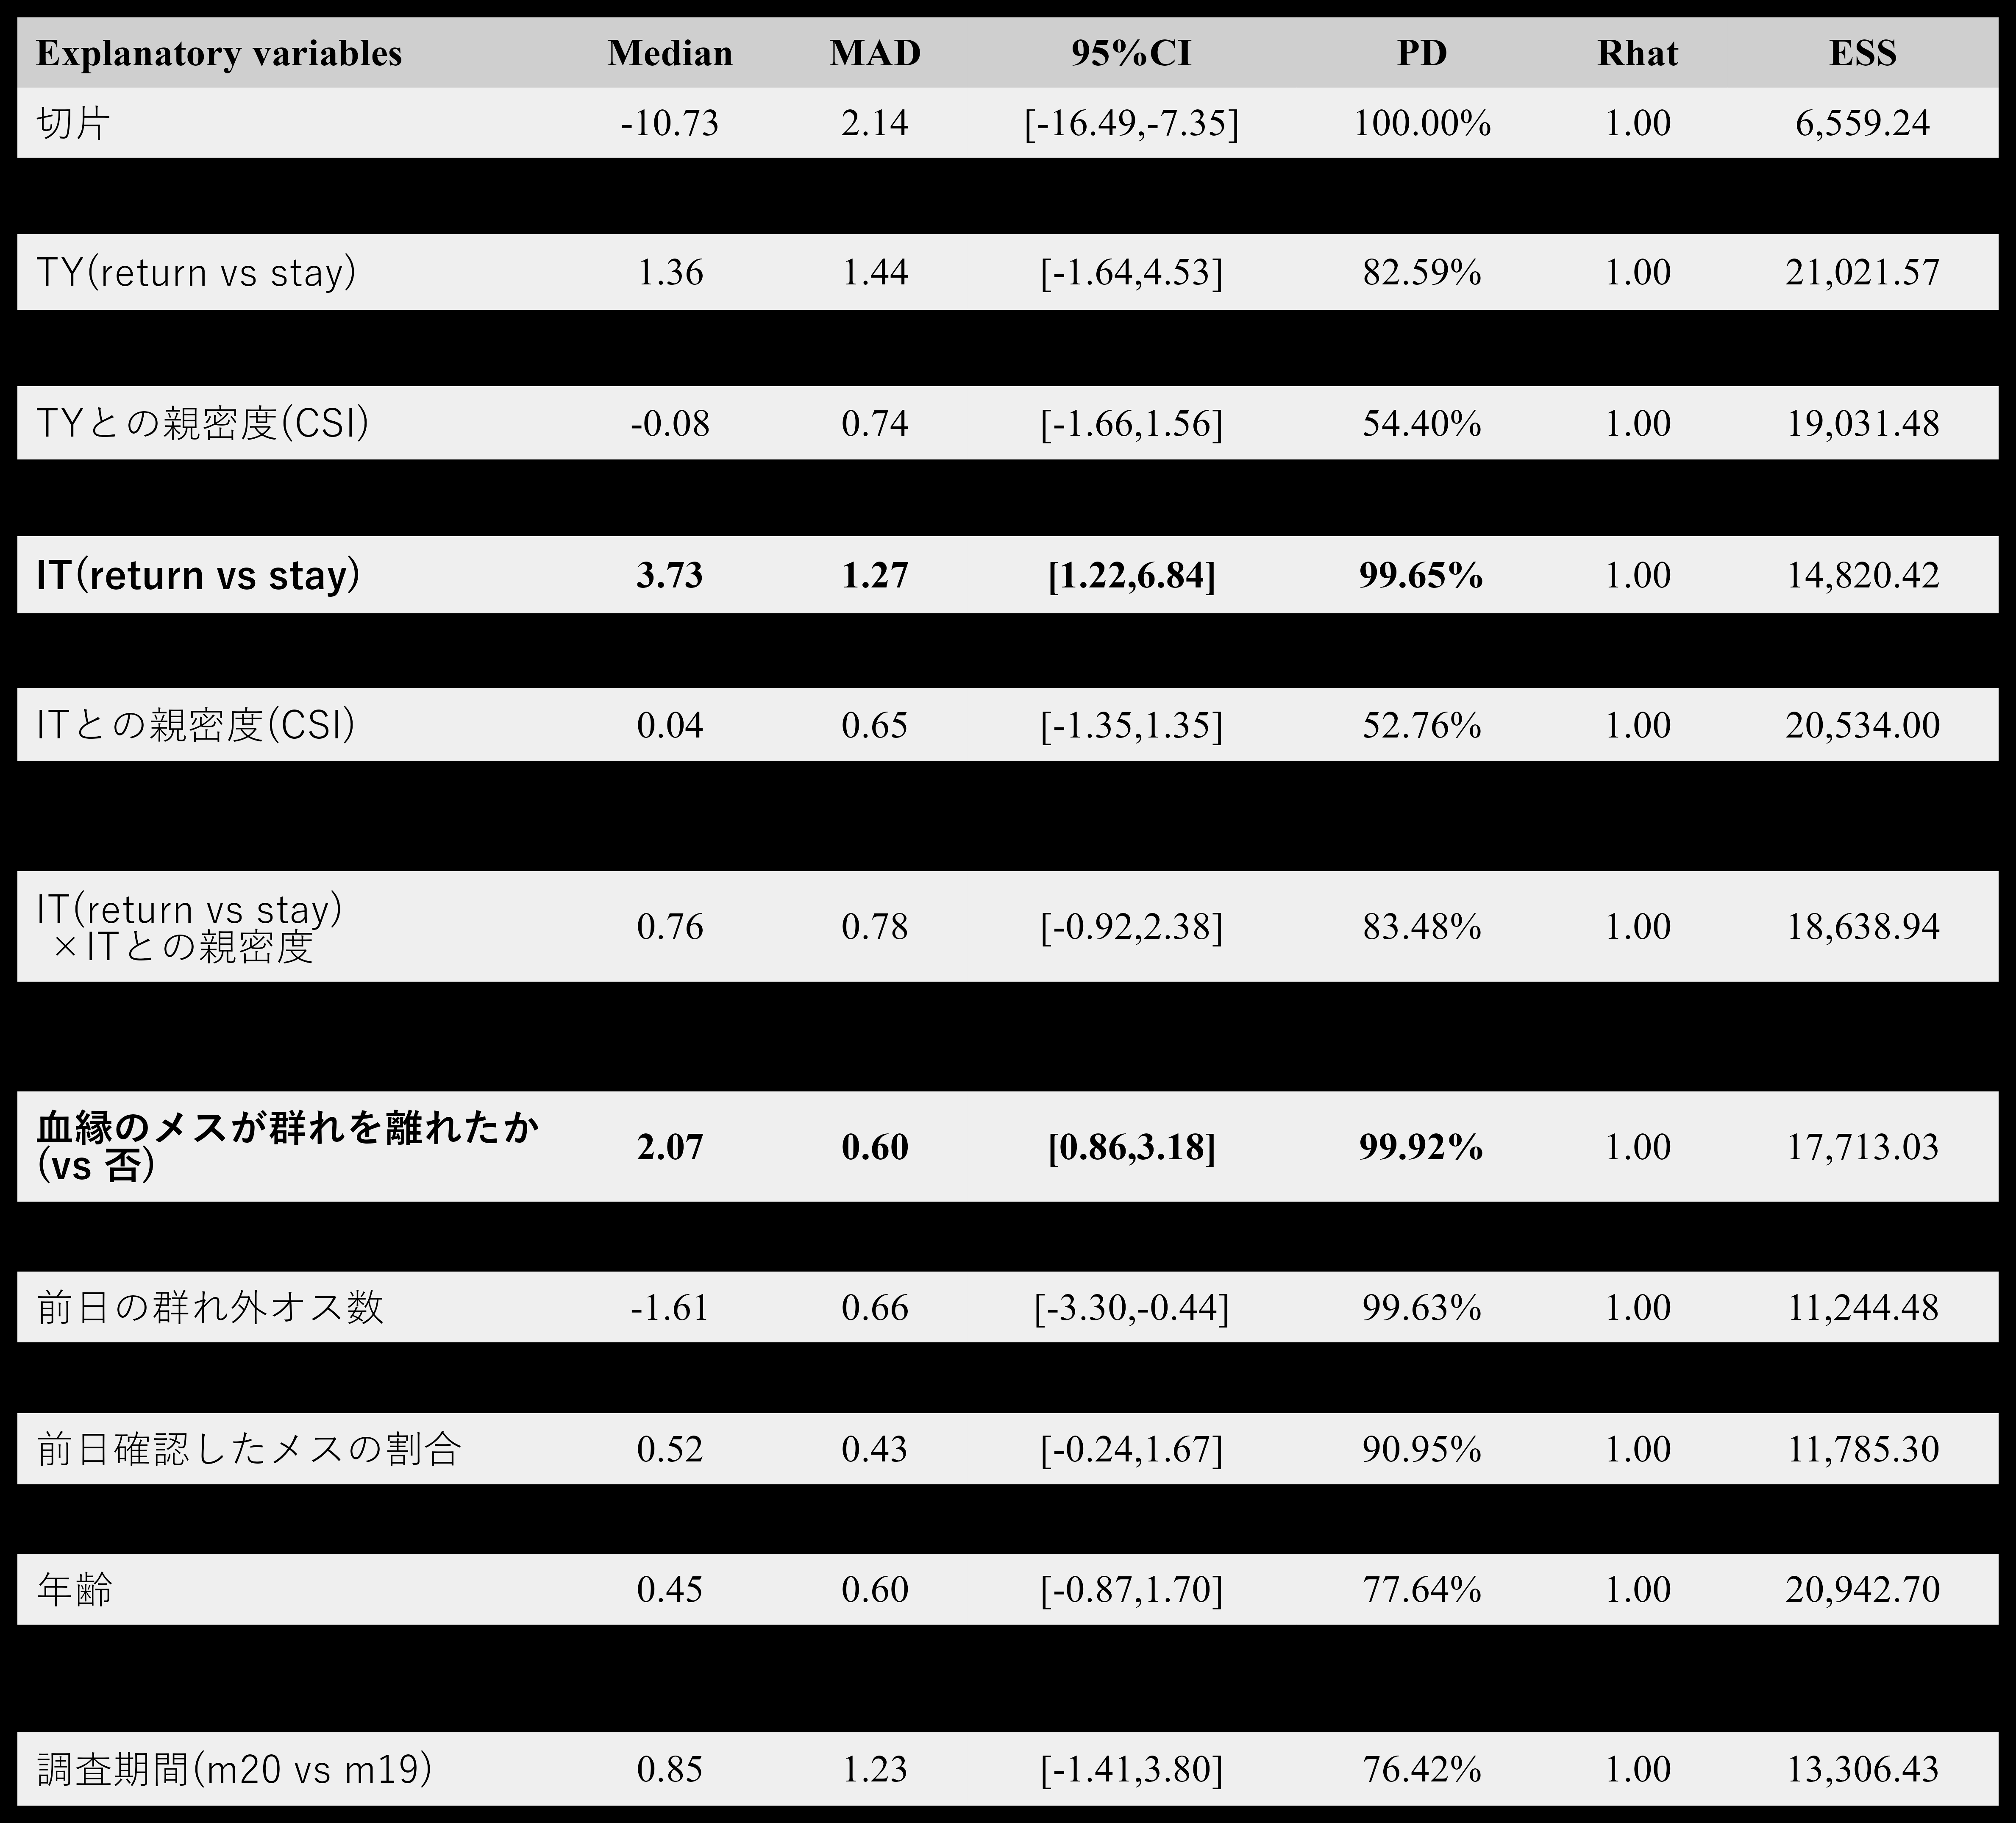 Explanatory variables Median MAD 95%CI PD Rhat ESS
切片 -10.73 2.14 [-16.49,-7.35] 100.00% 1.00 6,559.24
TY(return vs stay) 1.36 1.44 [-1.64,4.53] 82.59% 1.00 21,021.57
TYとの親密度(CSI) -0.08 0.74 [-1.66,1.56] 54.40% 1.00 19,031.48
IT(return vs stay) 3.73 1.27 [1.22,6.84] 99.65% 1.00 14,820.42
ITとの親密度(CSI) 0.04 0.65 [-1.35,1.35] 52.76% 1.00 20,534.00
IT(return vs stay)
×ITとの親密度 0.76 0.78 [-0.92,2.38] 83.48% 1.00 18,638.94
血縁のメスが群れを離れたか
(vs 否) 2.07 0.60 [0.86,3.18] 99.92% 1.00 17,713.03
前日の群れ外オス数 -1.61 0.66 [-3.30,-0.44] 99.63% 1.00 11,244.48
前日確認したメスの割合 0.52 0.43 [-0.24,1.67] 90.95% 1.00 11,785.30
年齢 0.45 0.60 [-0.87,1.70] 77.64% 1.00 20,942.70
調査期間(m20 vs m19) 0.85 1.23 [-1.41,3.80] 76.42% 1.00 13,306.43